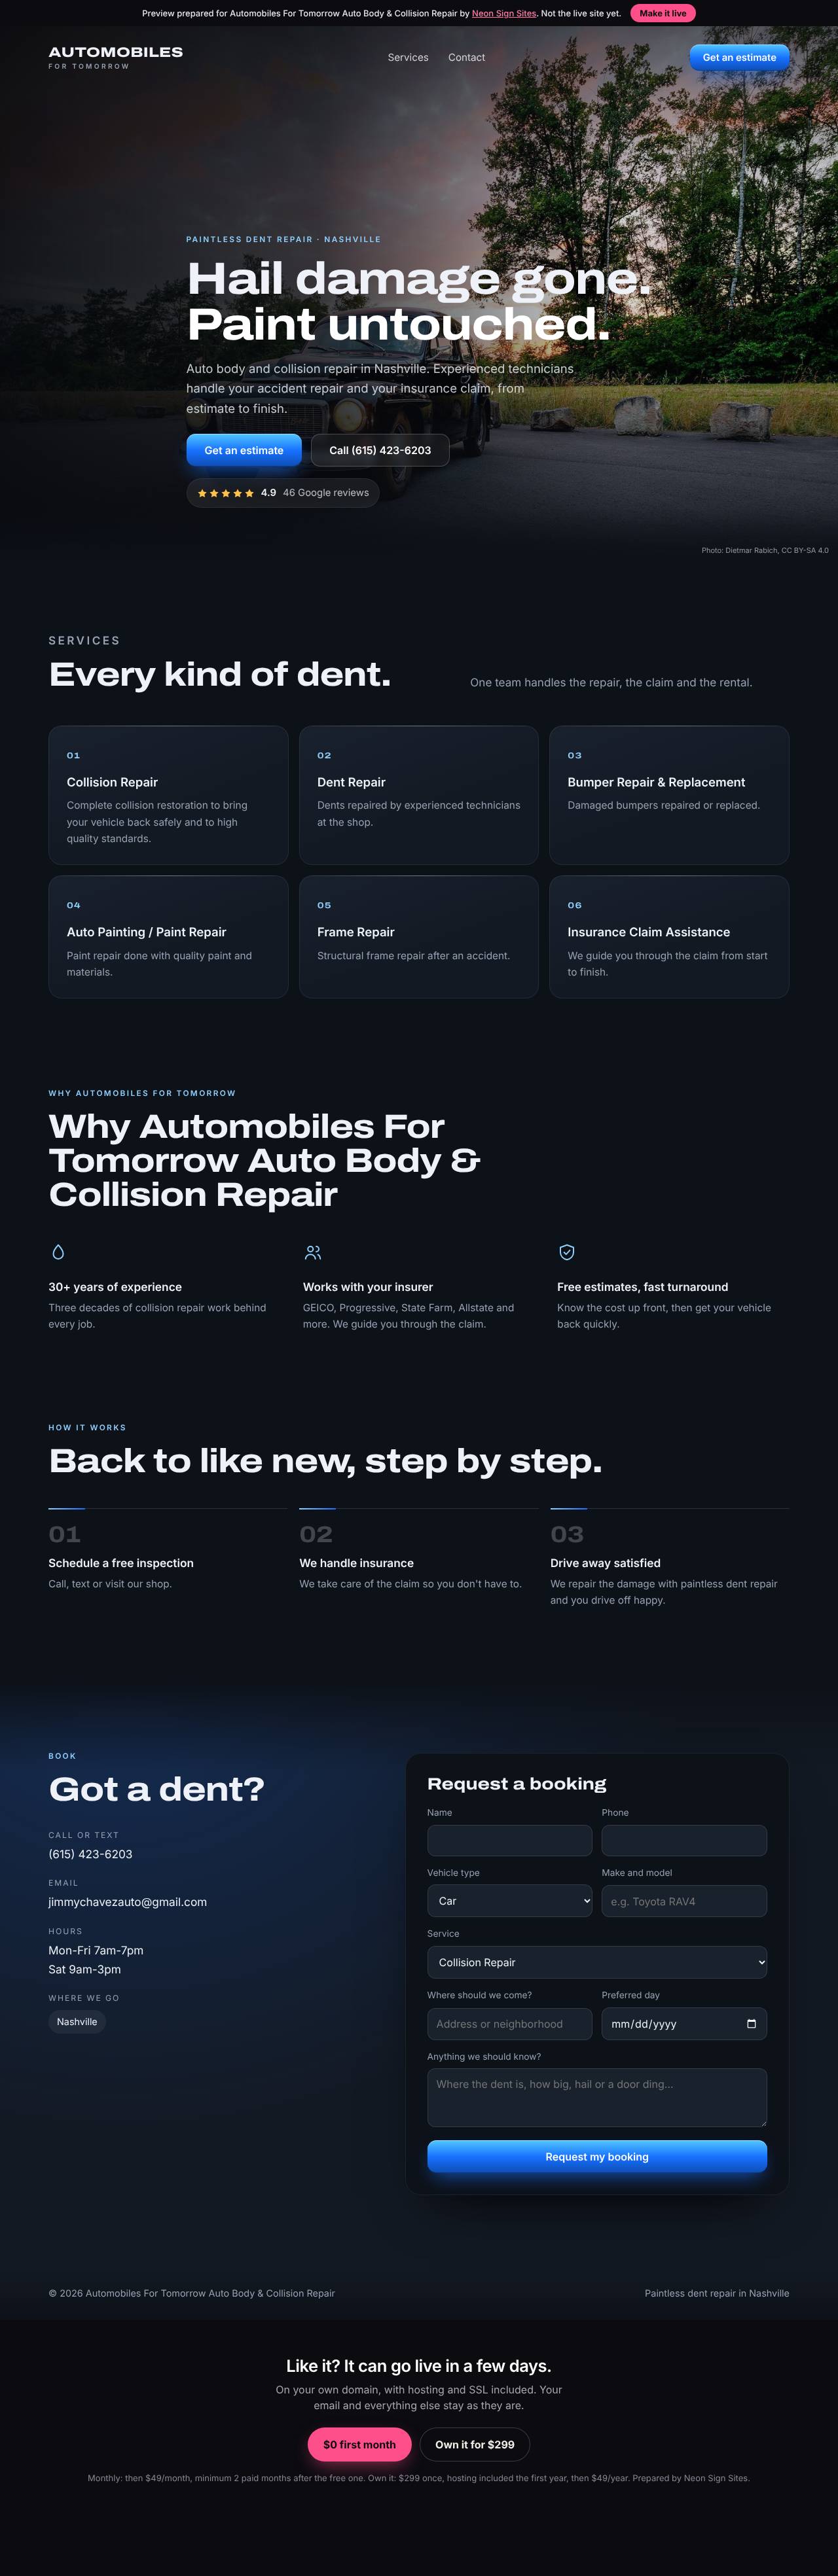 Preview prepared for Automobiles For Tomorrow Auto Body & Collision Repair by Neon Sign Sites. Not the live site yet. Make it live
AUTOMOBILES
FOR TOMORROW
Services Contact
Get an estimate
PAINTLESS DENT REPAIR · NASHVILLE
Hail damage gone.
Paint untouched.
Auto body and collision repair in Nashville. Experienced technicians
handle your accident repair and your insurance claim, from
estimate to finish.
Get an estimate Call (615) 423-6203
★★★★★ 4.9 46 Google reviews
Photo: Dietmar Rabich, CC BY-SA 4.0
SERVICES
Every kind of dent.
One team handles the repair, the claim and the rental.
01
Collision Repair
Complete collision restoration to bring
your vehicle back safely and to high
quality standards.
02
Dent Repair
Dents repaired by experienced technicians
at the shop.
03
Bumper Repair & Replacement
Damaged bumpers repaired or replaced.
04
Auto Painting / Paint Repair
Paint repair done with quality paint and
materials.
05
Frame Repair
Structural frame repair after an accident.
06
Insurance Claim Assistance
We guide you through the claim from start
to finish.
WHY AUTOMOBILES FOR TOMORROW
Why Automobiles For
Tomorrow Auto Body &
Collision Repair
30+ years of experience
Three decades of collision repair work behind
every job.
Works with your insurer
GEICO, Progressive, State Farm, Allstate and
more. We guide you through the claim.
Free estimates, fast turnaround
Know the cost up front, then get your vehicle
back quickly.
HOW IT WORKS
Back to like new, step by step.
01
Schedule a free inspection
Call, text or visit our shop.
02
We handle insurance
We take care of the claim so you don't have to.
03
Drive away satisfied
We repair the damage with paintless dent repair
and you drive off happy.
BOOK
Got a dent?
CALL OR TEXT
(615) 423-6203
EMAIL
jimmychavezauto@gmail.com
HOURS
Mon-Fri 7am-7pm
Sat 9am-3pm
WHERE WE GO
Nashville
Request a booking
Name Phone
Vehicle type Make and model
Car e.g. Toyota RAV4
Service
Collision Repair
Where should we come? Preferred day
Address or neighborhood mm/dd/yyyy
Anything we should know?
Where the dent is, how big, hail or a door ding...
Request my booking
© 2026 Automobiles For Tomorrow Auto Body & Collision Repair
Paintless dent repair in Nashville
Like it? It can go live in a few days.
On your own domain, with hosting and SSL included. Your
email and everything else stay as they are.
$0 first month Own it for $299
Monthly: then $49/month, minimum 2 paid months after the free one. Own it: $299 once, hosting included the first year, then $49/year. Prepared by Neon Sign Sites.